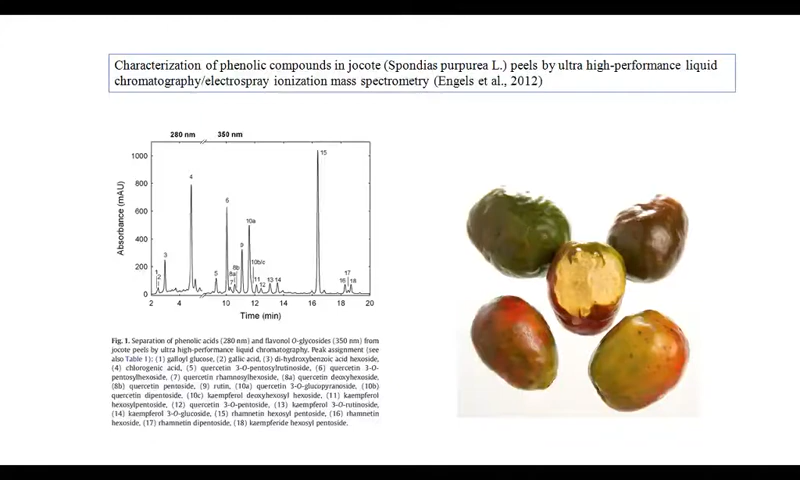 Characterization of phenolic compounds in jocote (Spondias purpurea L.) peels by ultra high-performance liquid
chromatography/electrospray ionization mass spectrometry (Engels et al., 2012)
280 nm 350 nm
1000
800
600
400
200
0
Absorbance (mAU)
1
2
3
4
5
6
7
8a
8b
9
10a
10b/c
11
12
13
14
15
16
17
18
2 4 10 12 14 16 18 20
Time (min)
Fig. 1. Separation of phenolic acids (280 nm) and flavonol O-glycosides (350 nm) from
jocote peels by ultra high-performance liquid chromatography. Peak assignment (see
also Table 1): (1) galloyl glucose, (2) gallic acid, (3) di-hydroxybenzoic acid hexoside,
(4) chlorogenic acid, (5) quercetin 3-O-pentosylrutinoside, (6) quercetin 3-O-
pentosylhexoside, (7) quercetin rhamnosylhexoside, (8a) quercetin deoxyhexoside,
(8b) quercetin pentoside, (9) rutin, (10a) quercetin 3-O-glucopyranoside, (10b)
quercetin dipentoside, (10c) kaempferol deoxyhexosyl hexoside, (11) kaempferol
hexosylpentoside, (12) quercetin 3-O-pentoside, (13) kaempferol 3-O-rutinoside,
(14) kaempferol 3-O-glucoside, (15) rhamnetin hexosyl pentoside, (16) rhamnetin
hexoside, (17) rhamnetin dipentoside, (18) kaempferide hexosyl pentoside.